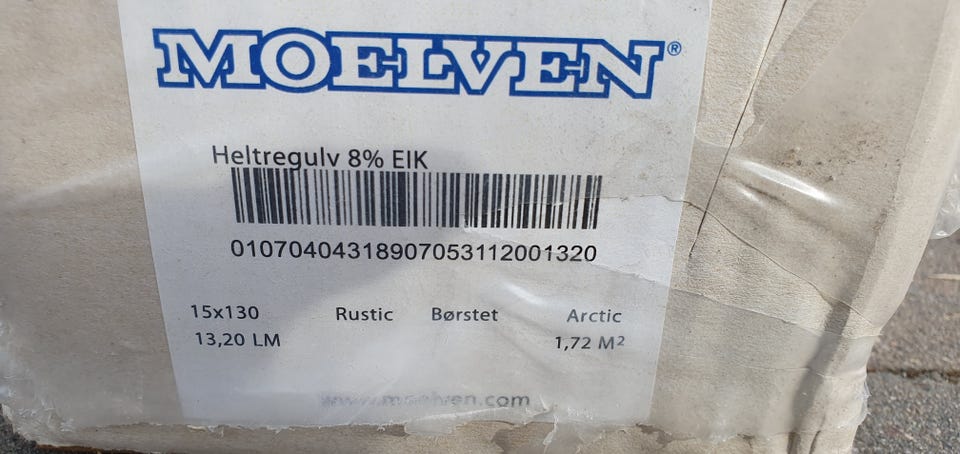 MOELVEN®
Heltregulv 8% EIK
01070404318907053112001320
15x130 Rustic Børstet Arctic
13,20 LM 1,72 M²
www.moelven.com